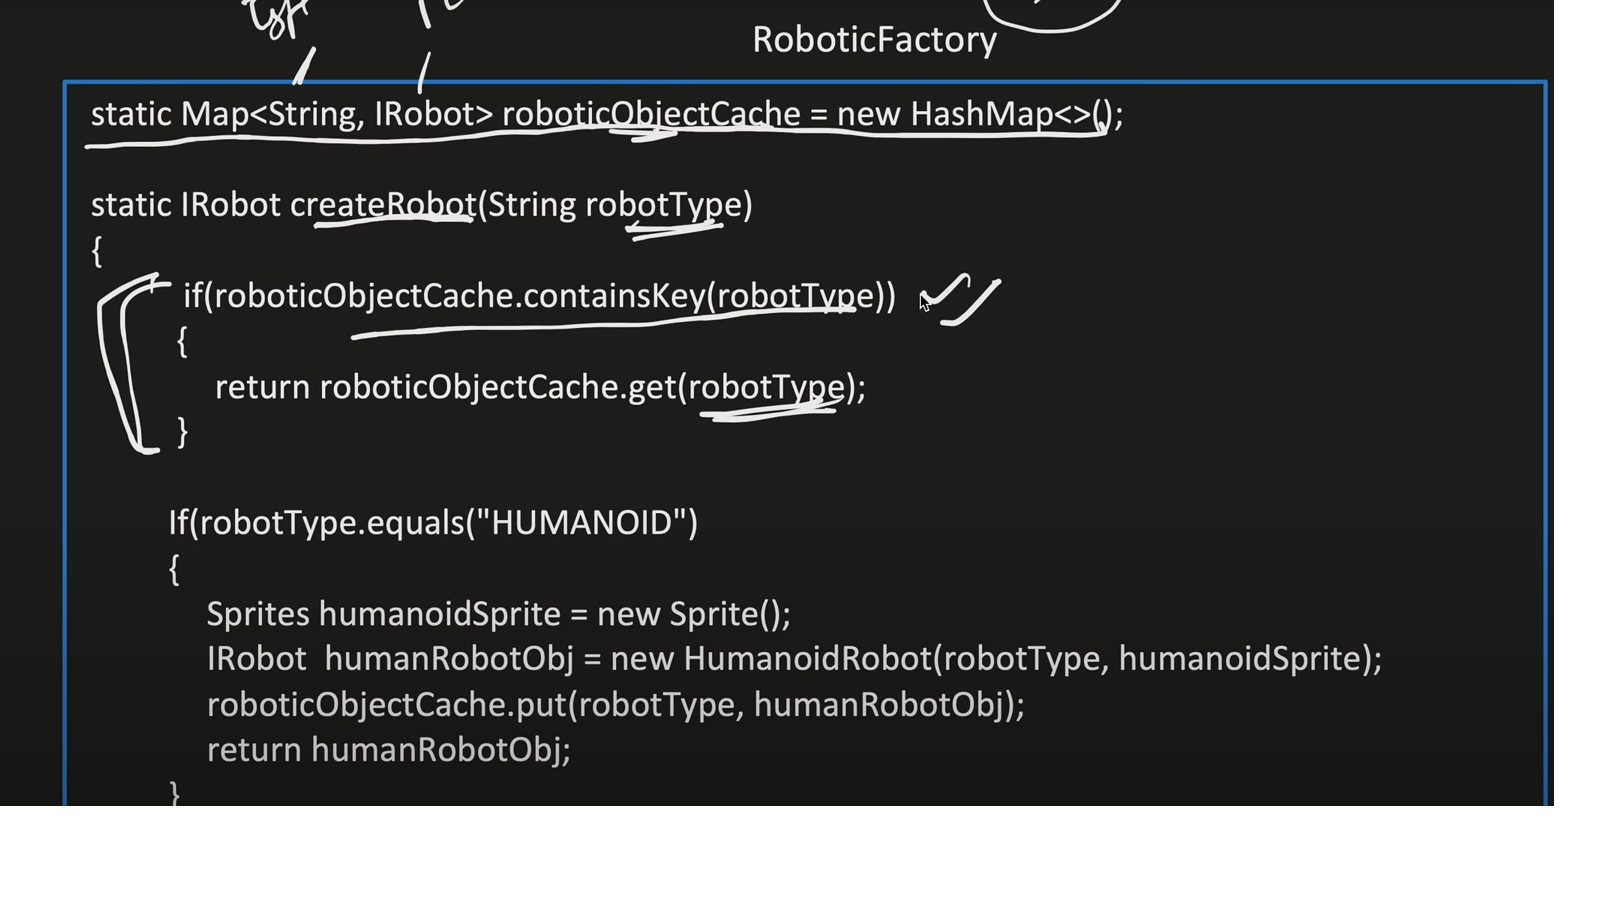 RoboticFactory
static Map<String, IRobot> roboticObjectCache = new HashMap<>();
static IRobot createRobot(String robotType)
{
if(roboticObjectCache.containsKey(robotType))
{
return roboticObjectCache.get(robotType);
}
If(robotType.equals("HUMANOID")
{
Sprites humanoidSprite = new Sprite();
IRobot humanRobotObj = new HumanoidRobot(robotType, humanoidSprite);
roboticObjectCache.put(robotType, humanRobotObj);
return humanRobotObj;
}